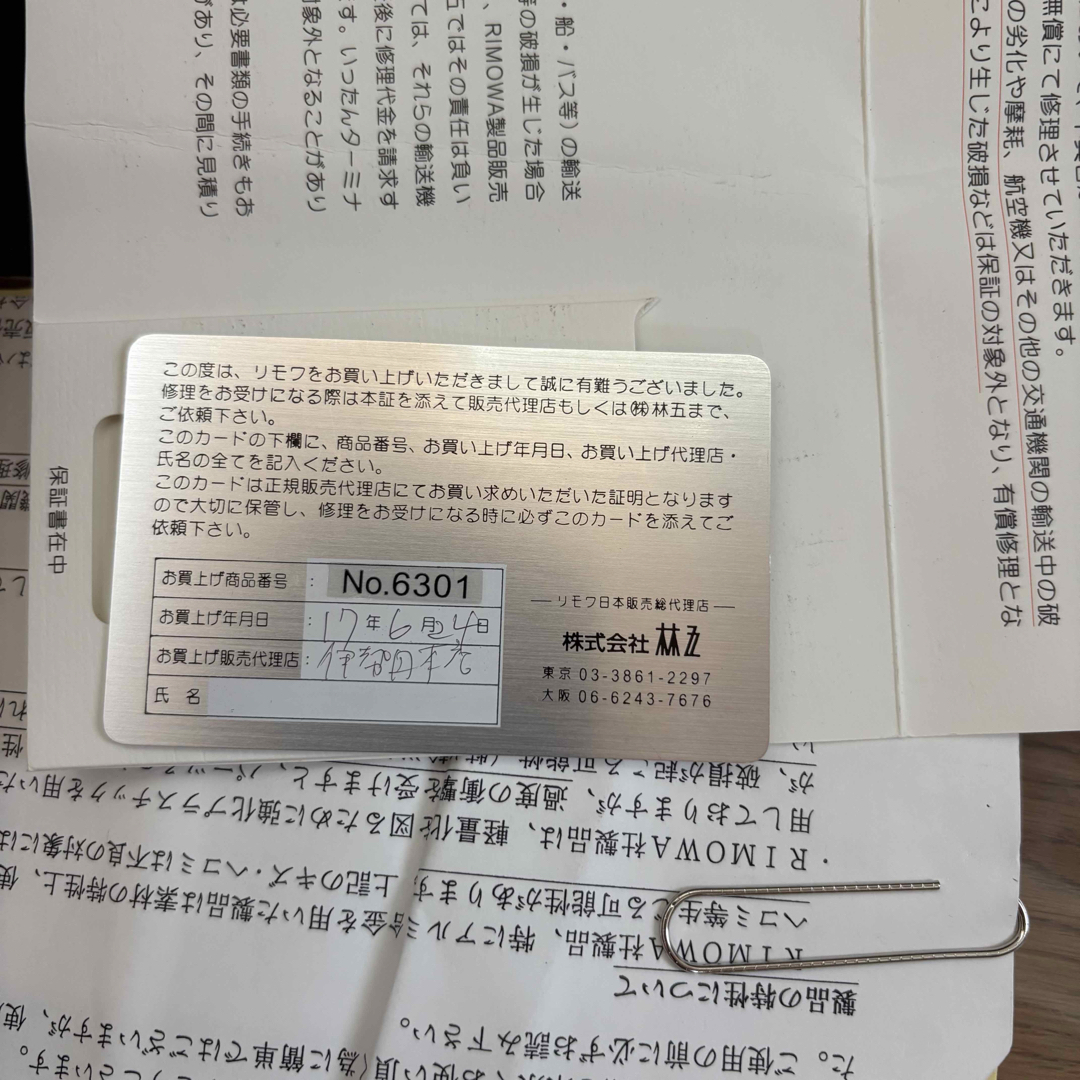 ・船・バス等）の輸送
等の破損が生じた場合
、RIMOWA製品販売
五ではその責任は負い
ては、それらの輸送機
後に修理代金を請求す
す。いったんターミナ
対象外となることがあり
は必要書類の手続きもお
があり、その間に見積り
無償にて修理させていただきます。
の劣化や摩耗、航空機又はその他の交通機関の輸送中の破
により生じた破損などは保証の対象外となり、有償修理とな
保証書在中
この度は、リモワをお買い上げいただきまして誠に有難うございました。
修理をお受けになる際は本証を添えて販売代理店もしくは㈱林五まで、
ご依頼下さい。
このカードの下欄に、商品番号、お買い上げ年月日、お買い上げ代理店・
氏名の全てを記入ください。
このカードは正規販売代理店にてお買い求めいただいた証明となります
ので大切に保管し、修理をお受けになる時に必ずこのカードを添えてご
依頼下さい。
お買上げ商品番号 : No.6301
お買上げ年月日 : 17年6月24日
お買上げ販売代理店 :
氏 名
リモワ日本販売総代理店
株式会社 林五
東京 03-3861-2297
大阪 06-6243-7676
た。ご使用の前に必ずお読み下さい。
製品の特性について
RIMOWA社製品、特にアルミ合金を用いた製品は素材の特性上、使
ヘコミ等生じる可能性があります。上記のキズ・ヘコミは不良の対象には
・RIMOWA社製品は、軽量化を図るために強化プラスチックを用いた
用しておりますが、過度の衝撃を受けますと、
が、破損が起こる可能性